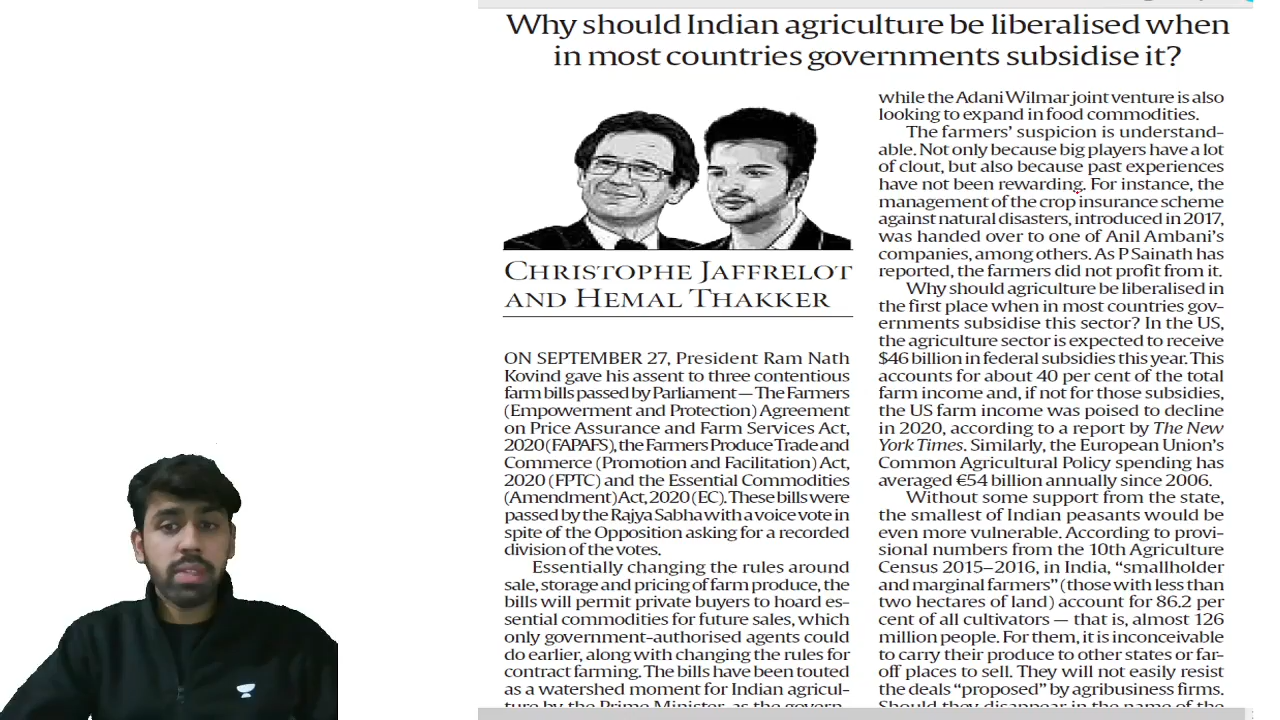 Why should Indian agriculture be liberalised when
in most countries governments subsidise it?
CHRISTOPHE JAFFRELOT
AND HEMAL THAKKER
ON SEPTEMBER 27, President Ram Nath
Kovind gave his assent to three contentious
farm bills passed by Parliament — The Farmers
(Empowerment and Protection) Agreement
on Price Assurance and Farm Services Act,
2020 (FAPAFS), the Farmers Produce Trade and
Commerce (Promotion and Facilitation) Act,
2020 (FPTC) and the Essential Commodities
(Amendment) Act, 2020 (EC). These bills were
passed by the Rajya Sabha with a voice vote in
spite of the Opposition asking for a recorded
division of the votes.
Essentially changing the rules around
sale, storage and pricing of farm produce, the
bills will permit private buyers to hoard es-
sential commodities for future sales, which
only government-authorised agents could
do earlier, along with changing the rules for
contract farming. The bills have been touted
as a watershed moment for Indian agricul-
ture by the Prime Minister, as the govern-
while the Adani Wilmar joint venture is also
looking to expand in food commodities.
The farmers' suspicion is understand-
able. Not only because big players have a lot
of clout, but also because past experiences
have not been rewarding. For instance, the
management of the crop insurance scheme
against natural disasters, introduced in 2017,
was handed over to one of Anil Ambani's
companies, among others. As P Sainath has
reported, the farmers did not profit from it.
Why should agriculture be liberalised in
the first place when in most countries gov-
ernments subsidise this sector? In the US,
the agriculture sector is expected to receive
$46 billion in federal subsidies this year. This
accounts for about 40 per cent of the total
farm income and, if not for those subsidies,
the US farm income was poised to decline
in 2020, according to a report by The New
York Times. Similarly, the European Union's
Common Agricultural Policy spending has
averaged €54 billion annually since 2006.
Without some support from the state,
the smallest of Indian peasants would be
even more vulnerable. According to provi-
sional numbers from the 10th Agriculture
Census 2015-2016, in India, "smallholder
and marginal farmers" (those with less than
two hectares of land) account for 86.2 per
cent of all cultivators — that is, almost 126
million people. For them, it is inconceivable
to carry their produce to other states or far-
off places to sell. They will not easily resist
the deals "proposed" by agribusiness firms.
Should they disappear in the name of the